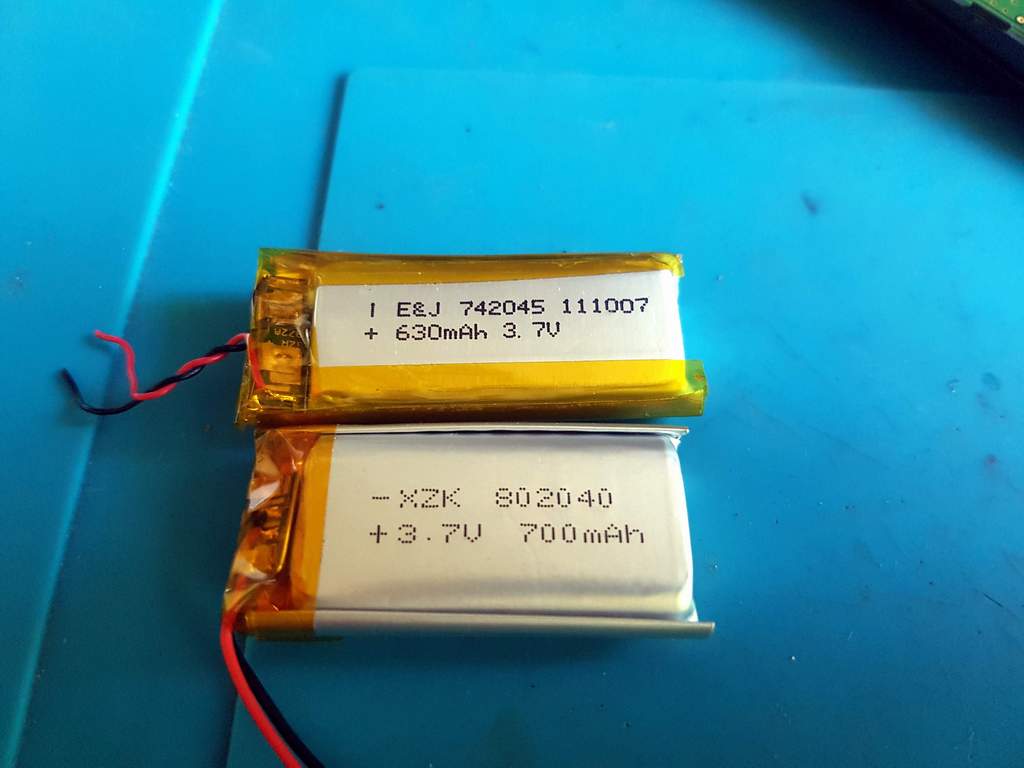 - E&J 742045 111007
+ 630mAh 3.7V
- XZK 802040
+ 3.7V 700mAh